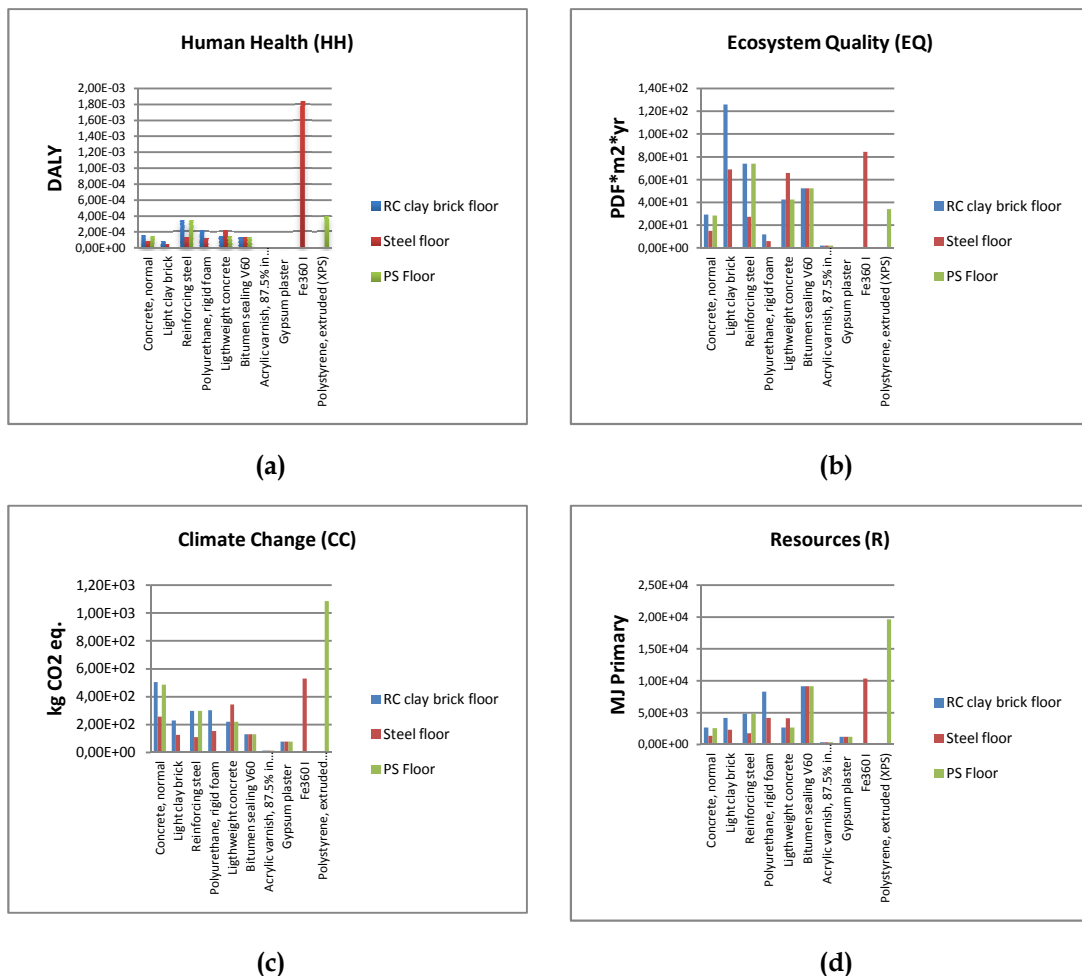 Human Health (HH)
DALY
2,00E-03
1,80E-03
1,60E-03
1,40E-03
1,20E-03
1,00E-03
8,00E-04
6,00E-04
4,00E-04
2,00E-04
0,00E+00
Concrete, normal
Light clay brick
Reinforcing steel
Polyurethane, rigid foam
Ligthweight concrete
Bitumen sealing V60
Acrylic varnish, 87.5% in…
Gypsum plaster
Fe360 I
Polystyrene, extruded (XPS)
RC clay brick floor
Steel floor
PS Floor
(a)
Ecosystem Quality (EQ)
PDF*m2*yr
1,40E+02
1,20E+02
1,00E+02
8,00E+01
6,00E+01
4,00E+01
2,00E+01
0,00E+00
Concrete, normal
Light clay brick
Reinforcing steel
Polyurethane, rigid foam
Ligthweight concrete
Bitumen sealing V60
Acrylic varnish, 87.5% in…
Gypsum plaster
Fe360 I
Polystyrene, extruded (XPS)
RC clay brick floor
Steel floor
PS Floor
(b)
Climate Change (CC)
kg CO2 eq.
1,20E+03
1,00E+03
8,00E+02
6,00E+02
4,00E+02
2,00E+02
0,00E+00
Concrete, normal
Light clay brick
Reinforcing steel
Polyurethane, rigid foam
Ligthweight concrete
Bitumen sealing V60
Acrylic varnish, 87.5% in…
Gypsum plaster
Fe360 I
Polystyrene, extruded…
RC clay brick floor
Steel floor
PS Floor
(c)
Resources (R)
MJ Primary
2,50E+04
2,00E+04
1,50E+04
1,00E+04
5,00E+03
0,00E+00
Concrete, normal
Light clay brick
Reinforcing steel
Polyurethane, rigid foam
Ligthweight concrete
Bitumen sealing V60
Acrylic varnish, 87.5% in…
Gypsum plaster
Fe360 I
Polystyrene, extruded (XPS)
RC clay brick floor
Steel floor
PS Floor
(d)